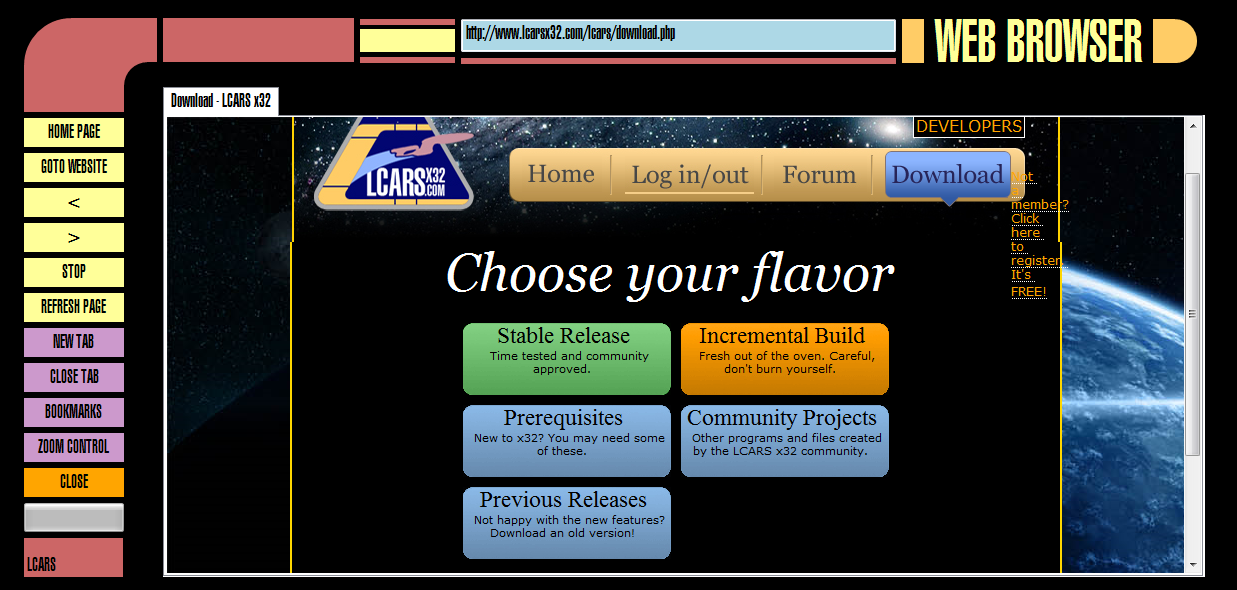 http://www.lcarsx32.com/lcars/download.php
WEB BROWSER
Download - LCARS x32
HOME PAGE
GOTO WEBSITE
<
>
STOP
REFRESH PAGE
NEW TAB
CLOSE TAB
BOOKMARKS
ZOOM CONTROL
CLOSE
LCARS
LCARS X32
.COM
DEVELOPERS
Home
Log in/out
Forum
Download
Not
a
member?
Click
here
to
register.
It's
FREE!
Choose your flavor
Stable Release
Time tested and community
approved.
Incremental Build
Fresh out of the oven. Careful,
don't burn yourself.
Prerequisites
New to x32? You may need some
of these.
Community Projects
Other programs and files created
by the LCARS x32 community.
Previous Releases
Not happy with the new features?
Download an old version!